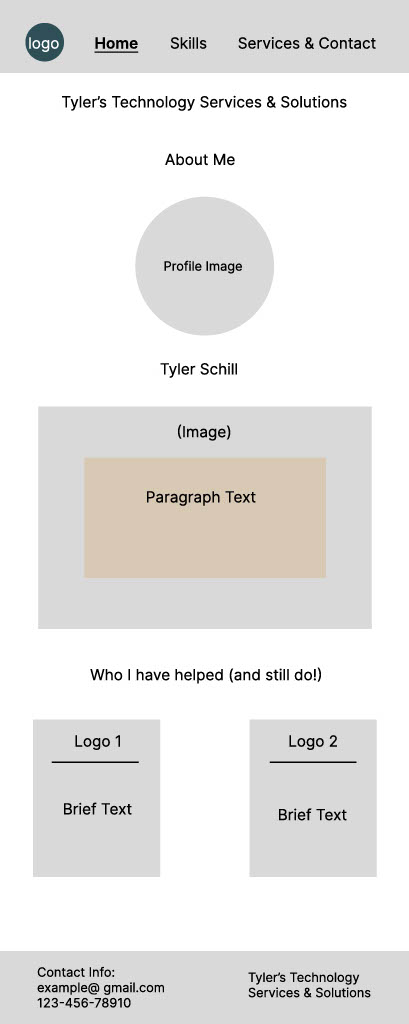 logo
Home
Skills
Services & Contact
Tyler's Technology Services & Solutions
About Me
Profile Image
Tyler Schill
(Image)
Paragraph Text
Who I have helped (and still do!)
Logo 1
Brief Text
Logo 2
Brief Text
Contact Info:
example@ gmail.com
123-456-78910
Tyler's Technology
Services & Solutions